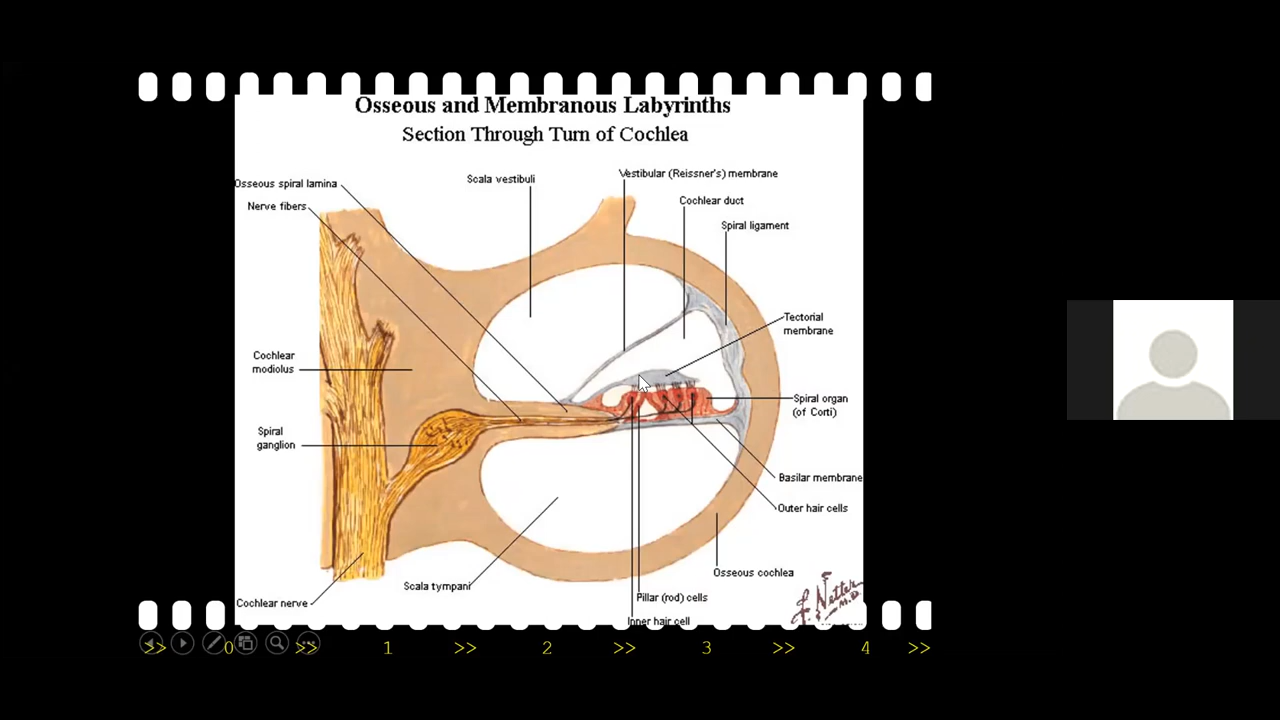 Osseous and Membranous Labyrinths
Section Through Turn of Cochlea
Vestibular (Reissner's) membrane
Scala vestibuli
Osseous spiral lamina
Cochlear duct
Nerve fibers
Spiral ligament
Tectorial
membrane
Cochlear
modiolus
Spiral organ
(of Corti)
Spiral
ganglion
Basilar membrane
Outer hair cells
Osseous cochlea
Scala tympani
Pillar (rod) cells
Cochlear nerve
Inner hair cell
F. Netter
M.D.
>> 0 >> 1 >> 2 >> 3 >> 4 >>